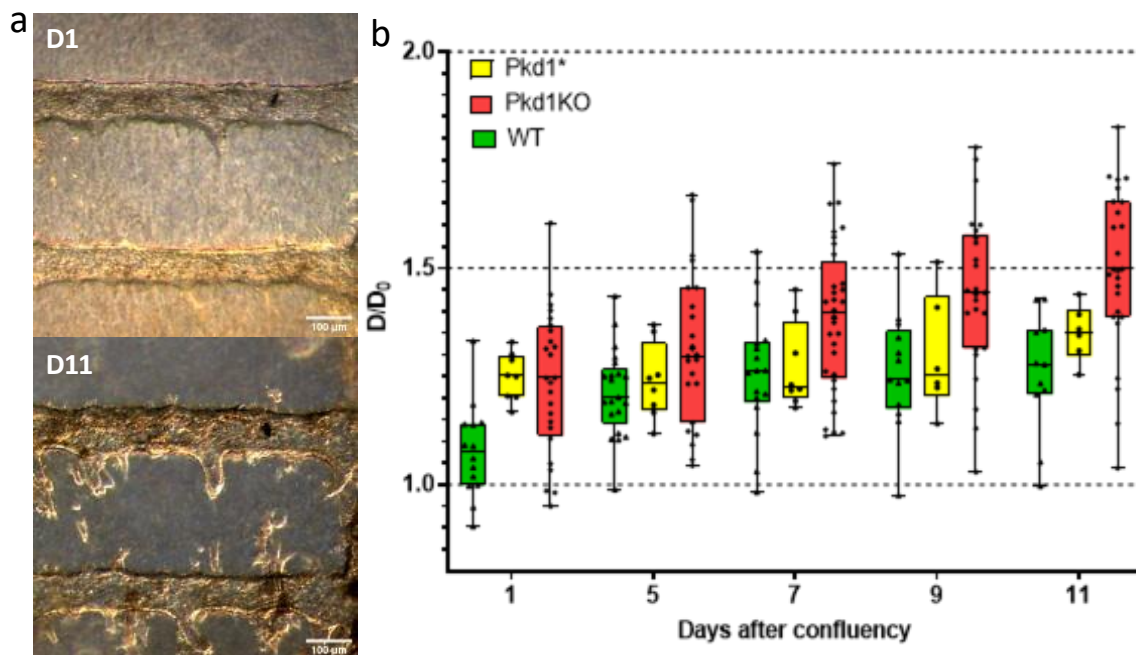 a
D1
100 µm
D11
100 µm
b
2.0
1.5
1.0
D/D0
Pkd1*
Pkd1KO
WT
1 5 7 9 11
Days after confluency